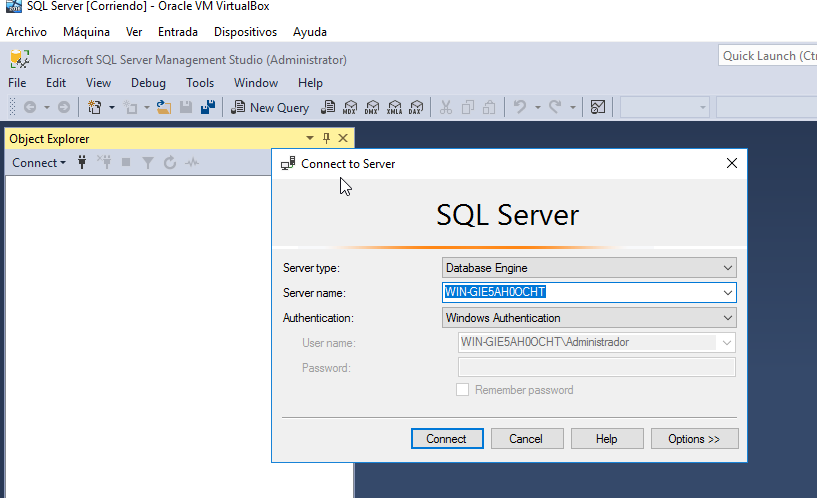 SQL Server [Corriendo] - Oracle VM VirtualBox
Archivo Máquina Ver Entrada Dispositivos Ayuda
Microsoft SQL Server Management Studio (Administrator)
Quick Launch (Ctr
File Edit View Debug Tools Window Help
New Query MDX DMX XMLA DAX
Object Explorer
Connect
Connect to Server
SQL Server
Server type: Database Engine
Server name: WIN-GIE5AH0OCHT
Authentication: Windows Authentication
User name: WIN-GIE5AH0OCHT\Administrador
Password:
Remember password
Connect Cancel Help Options >>